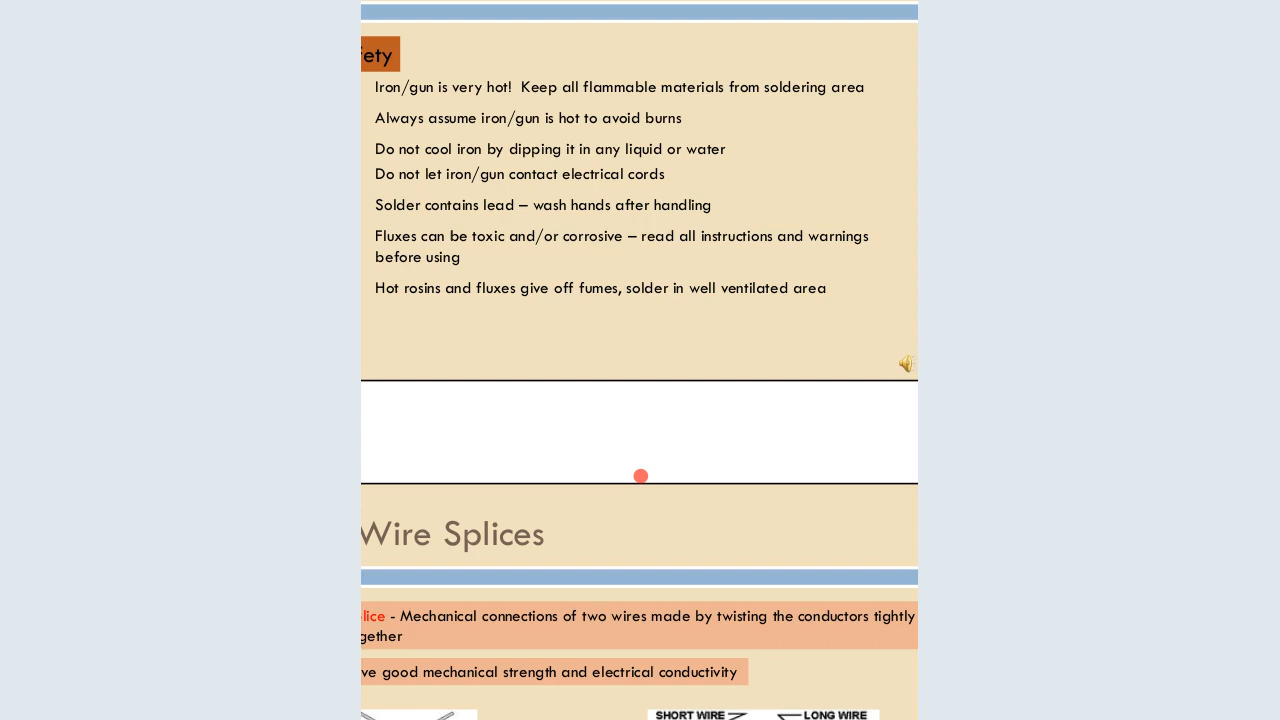 ety
Iron/gun is very hot! Keep all flammable materials from soldering area
Always assume iron/gun is hot to avoid burns
Do not cool iron by dipping it in any liquid or water
Do not let iron/gun contact electrical cords
Solder contains lead – wash hands after handling
Fluxes can be toxic and/or corrosive – read all instructions and warnings
before using
Hot rosins and fluxes give off fumes, solder in well ventilated area
Wire Splices
lice - Mechanical connections of two wires made by twisting the conductors tightly
gether
ve good mechanical strength and electrical conductivity
SHORT WIRE LONG WIRE